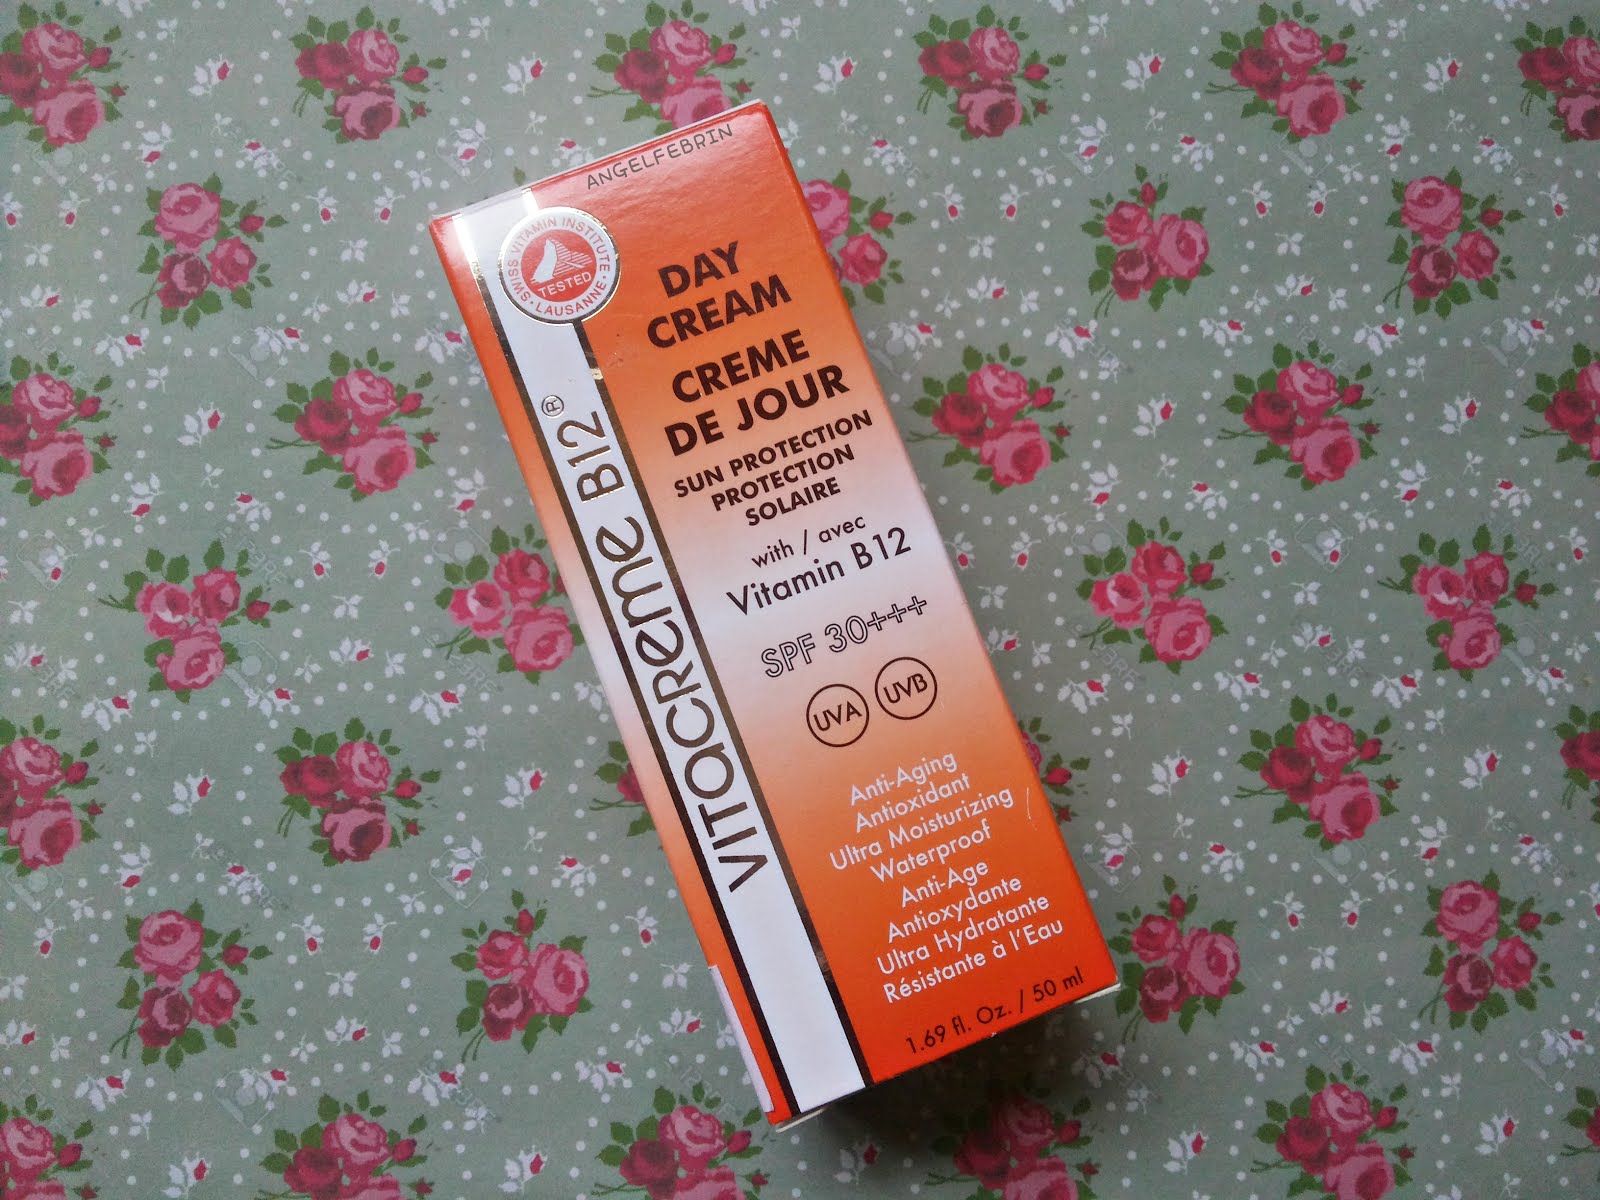 ANGELFEBRIN
SWISS VITAMIN INSTITUTE · LAUSANNE ·
TESTED
VITACREME B12®
DAY
CREAM
CREME
DE JOUR
SUN PROTECTION
PROTECTION
SOLAIRE
with / avec
Vitamin B12
SPF 30+++
UVA UVB
Anti-Aging
Antioxidant
Ultra Moisturizing
Waterproof
Anti-Age
Antioxydante
Ultra Hydratante
Résistante à l'Eau
1.69 fl. Oz. / 50 ml